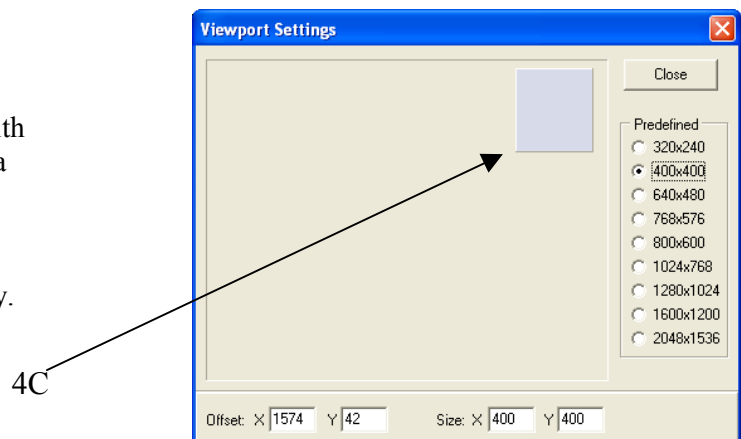 Viewport Settings
Close
Predefined
320x240
400x400
640x480
768x576
800x600
1024x768
1280x1024
1600x1200
2048x1536
a
4C
Offset: X 1574 Y 42 Size: X 400 Y 400